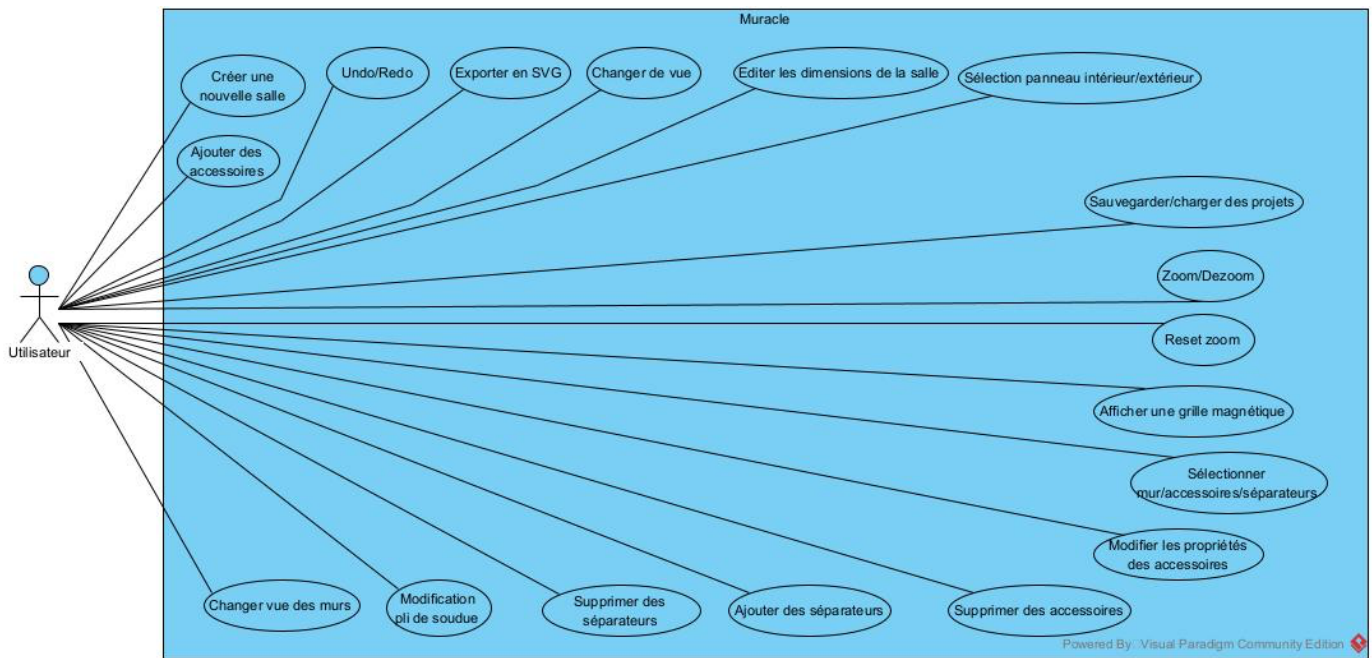 Muracle
Créer une
nouvelle salle
Undo/Redo
Exporter en SVG
Changer de vue
Editer les dimensions de la salle
Sélection panneau intérieur/extérieur
Ajouter des
accessoires
Sauvegarder/charger des projets
Zoom/Dezoom
Utilisateur
Reset zoom
Afficher une grille magnétique
Sélectionner
mur/accessoires/séparateurs
Modifier les propriétés
des accessoires
Changer vue des murs
Modification
pli de soudue
Supprimer des
séparateurs
Ajouter des séparateurs
Supprimer des accessoires
Powered By: Visual Paradigm Community Edition